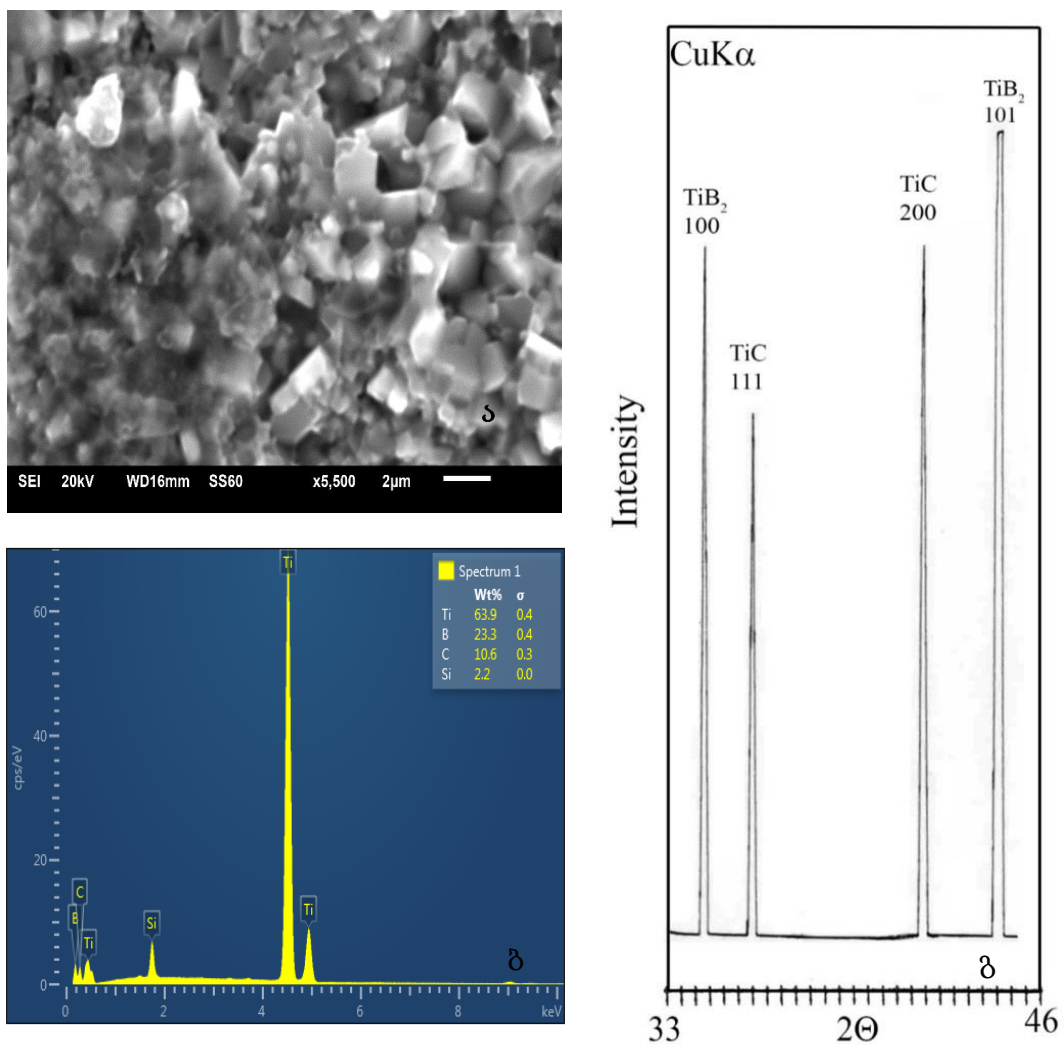 ა
SEI 20kV WD16mm SS60 x5,500 2µm
Spectrum 1
Wt% σ
Ti 63.9 0.4
B 23.3 0.4
C 10.6 0.3
Si 2.2 0.0
Ti
60
40
20
0
cps/eV
C
B
Ti
Si
Ti
ბ
0 2 4 6 8 keV
CuKα
TiB₂
101
TiB₂
100
TiC
200
TiC
111
Intensity
გ
33 2Θ 46